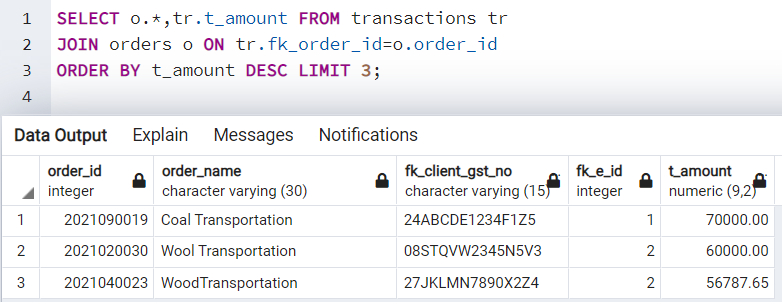 1 SELECT o.*,tr.t_amount FROM transactions tr
2 JOIN orders o ON tr.fk_order_id=o.order_id
3 ORDER BY t_amount DESC LIMIT 3;
4
Data Output Explain Messages Notifications
order_id order_name fk_client_gst_no fk_e_id t_amount
integer character varying (30) character varying (15) integer numeric (9,2)
1 2021090019 Coal Transportation 24ABCDE1234F1Z5 1 70000.00
2 2021020030 Wool Transportation 08STQVW2345N5V3 2 60000.00
3 2021040023 WoodTransportation 27JKLMN7890X2Z4 2 56787.65